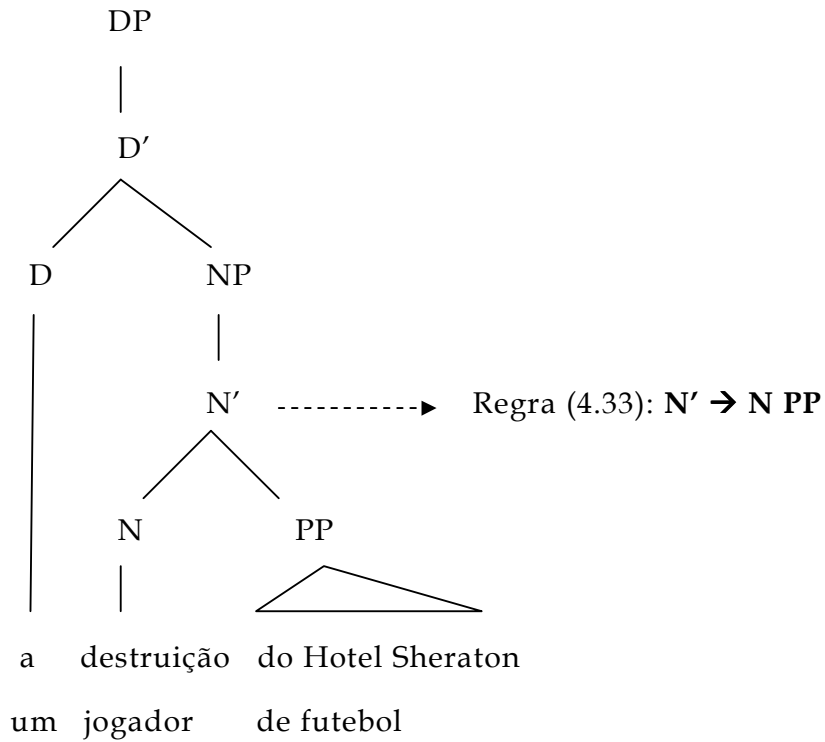 DP
D’
D NP
N’ Regra (4.33): N’ → N PP
N PP
a destruição do Hotel Sheraton
um jogador de futebol